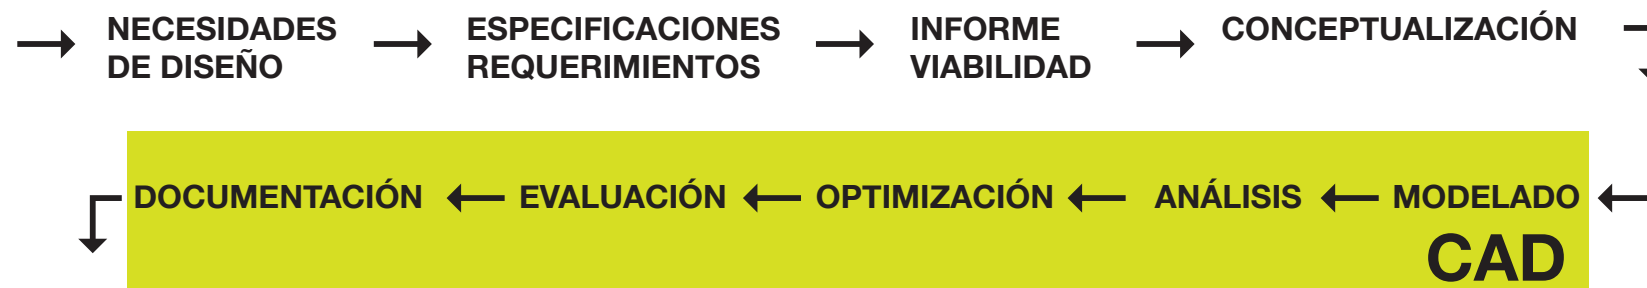 NECESIDADES
DE DISEÑO
ESPECIFICACIONES
REQUERIMIENTOS
INFORME
VIABILIDAD
CONCEPTUALIZACIÓN
DOCUMENTACIÓN
EVALUACIÓN
OPTIMIZACIÓN
ANÁLISIS
MODELADO
CAD